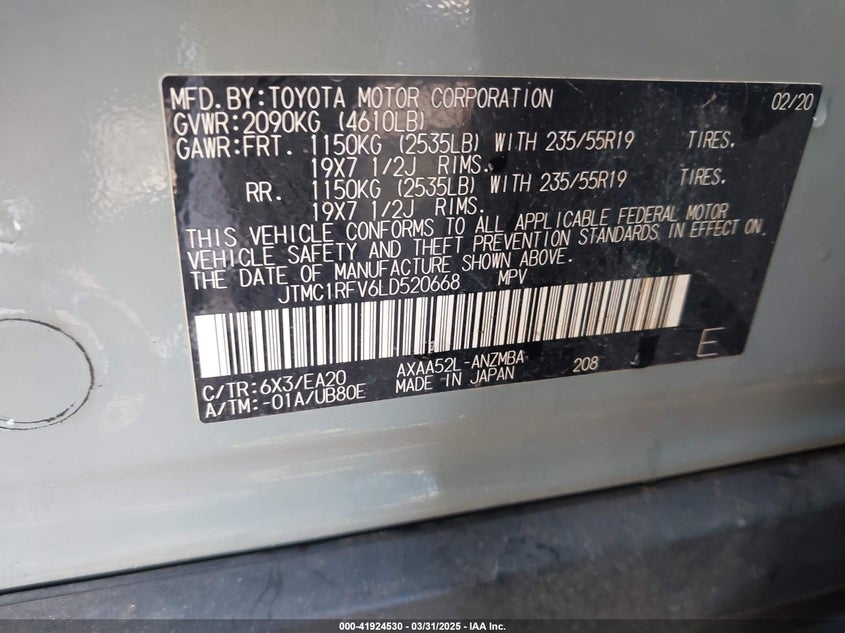 MFD.BY:TOYOTA MOTOR CORPORATION 02/20
GVWR:2090KG (4610LB)
GAWR:FRT. 1150KG (2535LB) WITH 235/55R19 TIRES.
19X7 1/2J RIMS.
RR. 1150KG (2535LB) WITH 235/55R19 TIRES.
19X7 1/2J RIMS.
THIS VEHICLE CONFORMS TO ALL APPLICABLE FEDERAL MOTOR
VEHICLE SAFETY AND THEFT PREVENTION STANDARDS IN EFFECT ON
THE DATE OF MANUFACTURE SHOWN ABOVE.
JTMC1RFV6LD520668 MPV
C/TR:6X3/EA20 AXAA52L-ANZMBA 208 J E
A/TM:-01A/UB80E MADE IN JAPAN
000-41924530 — 03/31/2025 — IAA Inc.